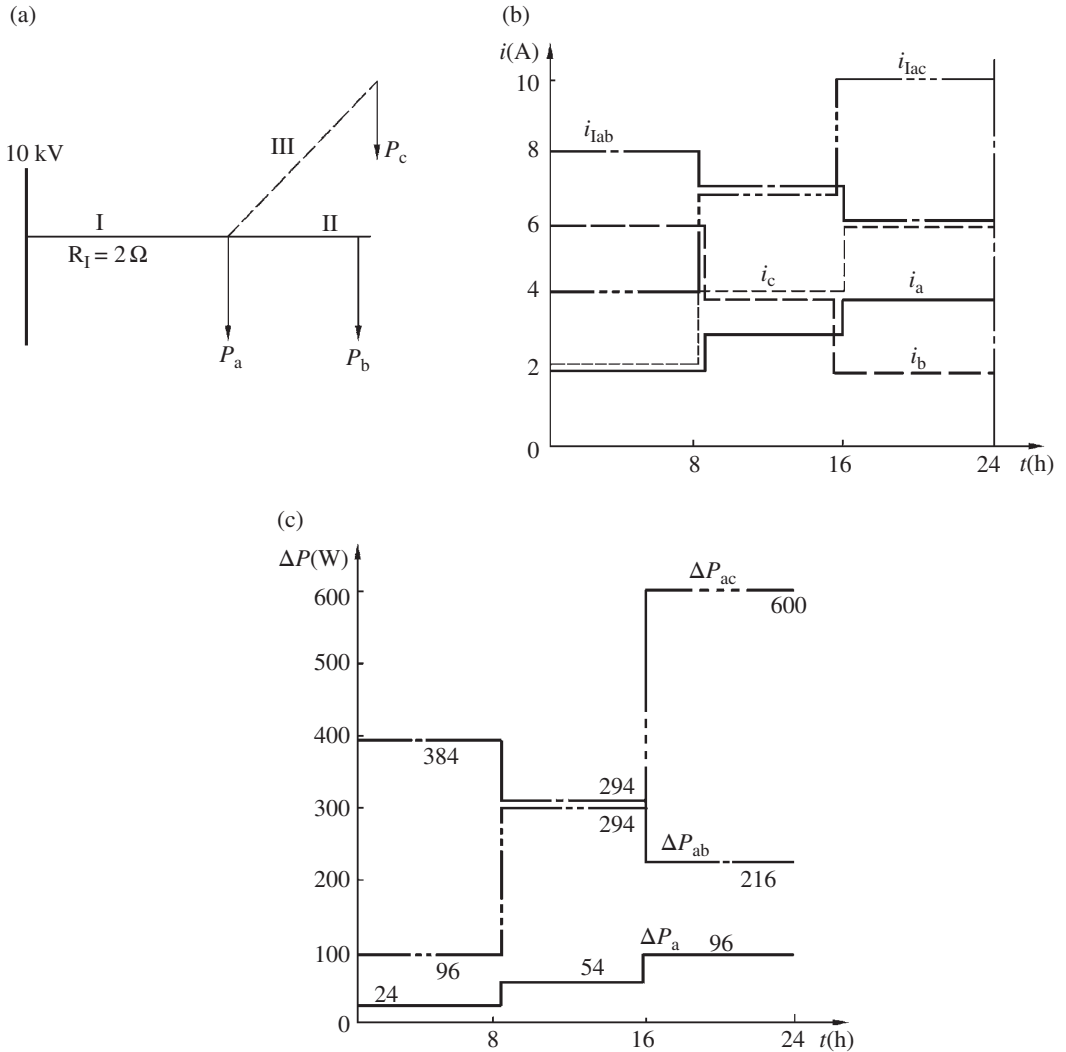 (a)
10 kV
I
R_I = 2 Ω
III
II
P_a
P_b
P_c
(b)
i(A)
10
8
6
4
2
0
i_Iab
i_Iac
i_c
i_a
i_b
8
16
24
t(h)
(c)
ΔP(W)
600
500
400
300
200
100
0
ΔP_ac
600
384
294
294
ΔP_ab
216
ΔP_a
96
96
54
24
8
16
24
t(h)